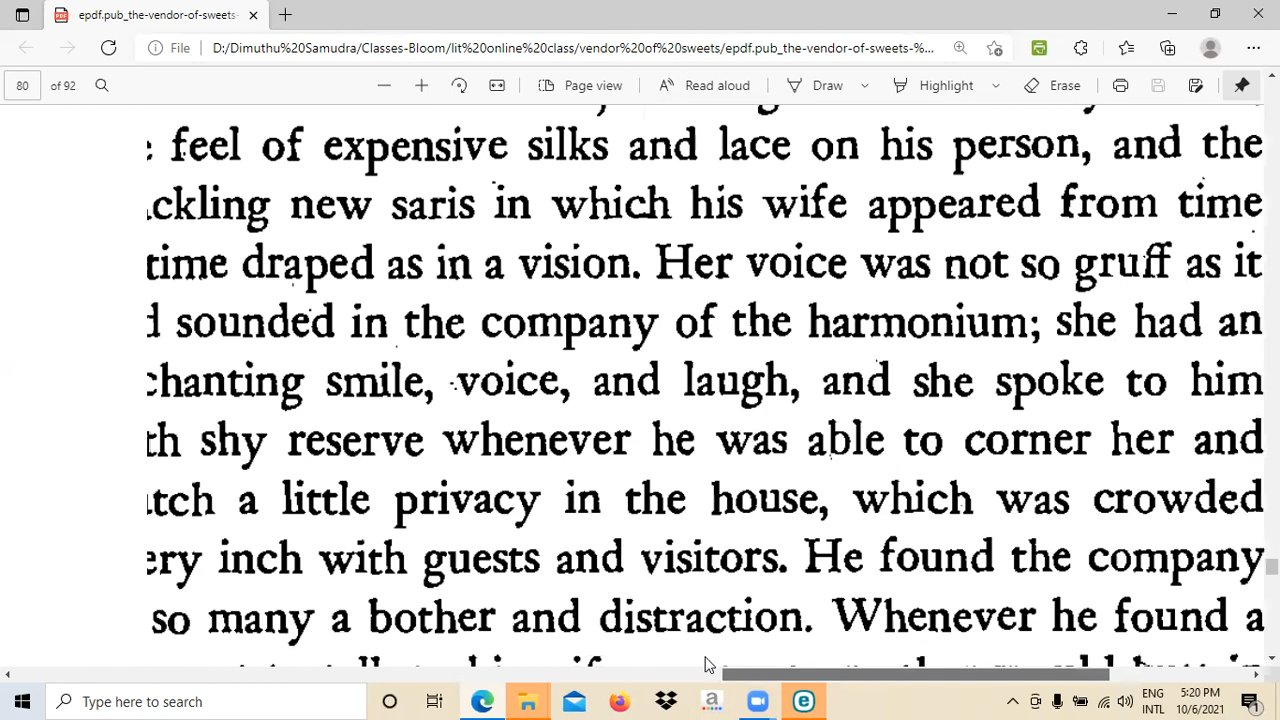 epdf.pub_the-vendor-of-sweets-
File
D:/Dimuthu%20Samudra/Classes-Bloom/lit%20online%20class/vendor%20of%20sweets/epdf.pub_the-vendor-of-sweets-%...
80 of 92
Page view
Read aloud
Draw
Highlight
Erase
feel of expensive silks and lace on his person, and the
ckling new saris in which his wife appeared from time
time draped as in a vision. Her voice was not so gruff as it
d sounded in the company of the harmonium; she had an
chanting smile, voice, and laugh, and she spoke to him
th shy reserve whenever he was able to corner her and
atch a little privacy in the house, which was crowded
ery inch with guests and visitors. He found the company
so many a bother and distraction. Whenever he found a
Type here to search
ENG
INTL
5:20 PM
10/6/2021